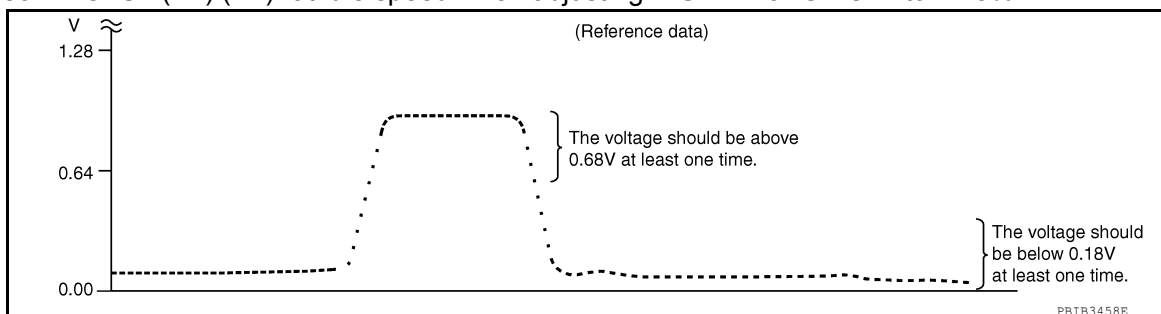 V
(Reference data)
1.28
The voltage should be above
0.68V at least one time.
0.64
The voltage should
be below 0.18V
at least one time.
0.00
PBIB3458E